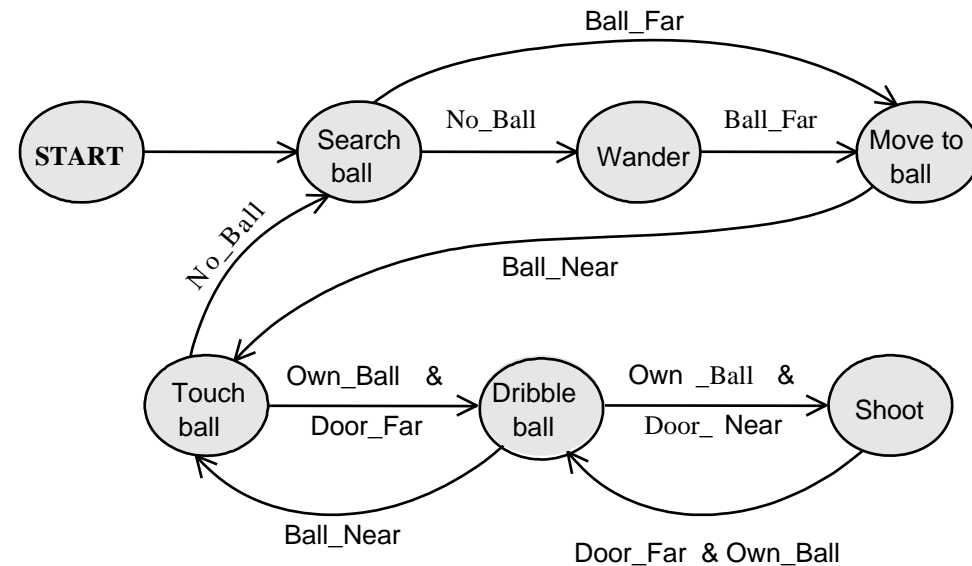 Ball_Far
START
Search
ball
No_Ball
Wander
Ball_Far
Move to
ball
No_Ball
Ball_Near
Touch
ball
Own_Ball &
Door_Far
Dribble
ball
Own _Ball &
Door_ Near
Shoot
Ball_Near
Door_Far & Own_Ball